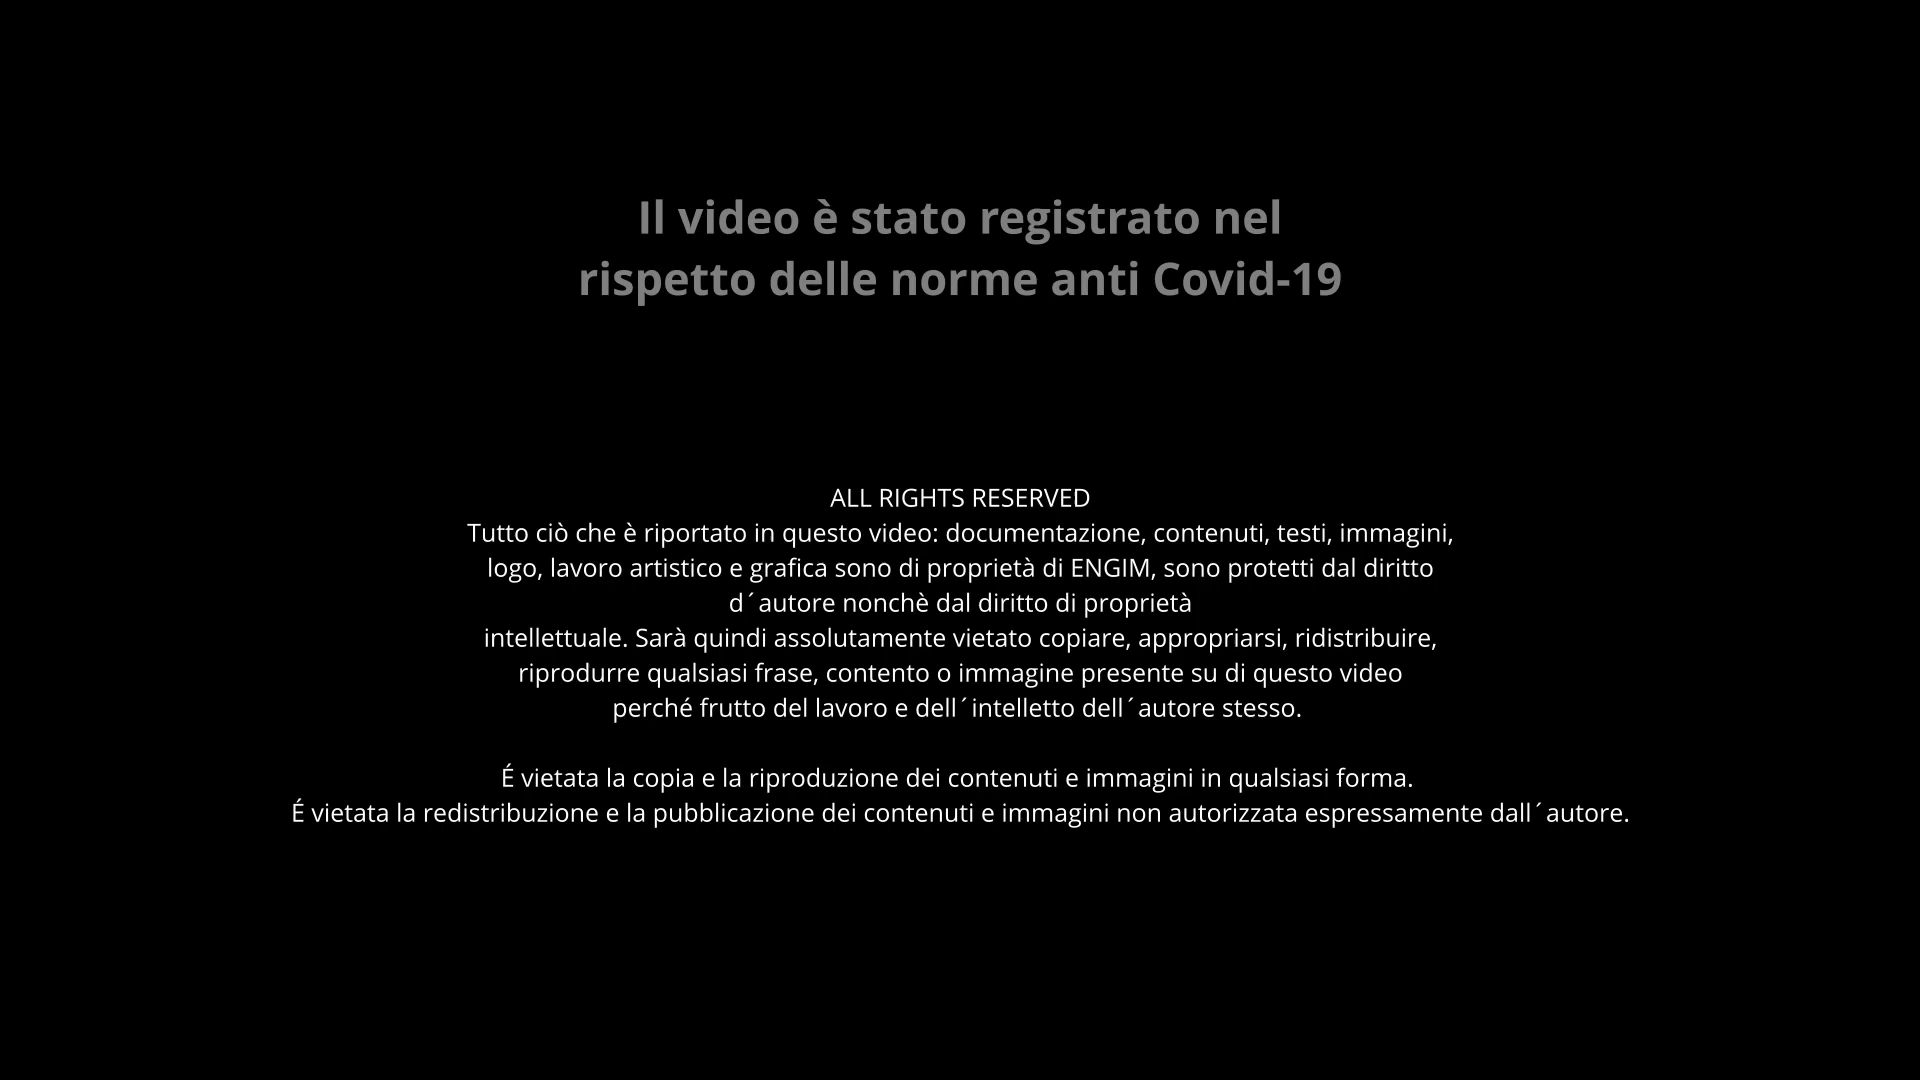 Il video è stato registrato nel
rispetto delle norme anti Covid-19
ALL RIGHTS RESERVED
Tutto ciò che è riportato in questo video: documentazione, contenuti, testi, immagini,
logo, lavoro artistico e grafica sono di proprietà di ENGIM, sono protetti dal diritto
d´autore nonchè dal diritto di proprietà
intellettuale. Sarà quindi assolutamente vietato copiare, appropriarsi, ridistribuire,
riprodurre qualsiasi frase, contento o immagine presente su di questo video
perché frutto del lavoro e dell´intelletto dell´autore stesso.
É vietata la copia e la riproduzione dei contenuti e immagini in qualsiasi forma.
É vietata la redistribuzione e la pubblicazione dei contenuti e immagini non autorizzata espressamente dall´autore.